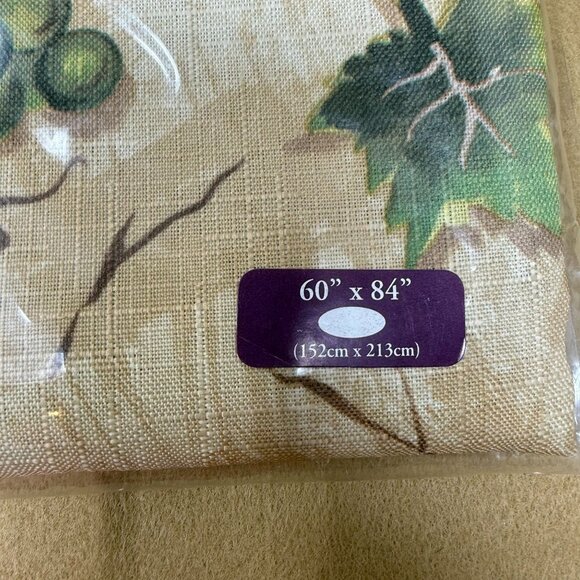 60” x 84”
(152cm x 213cm)